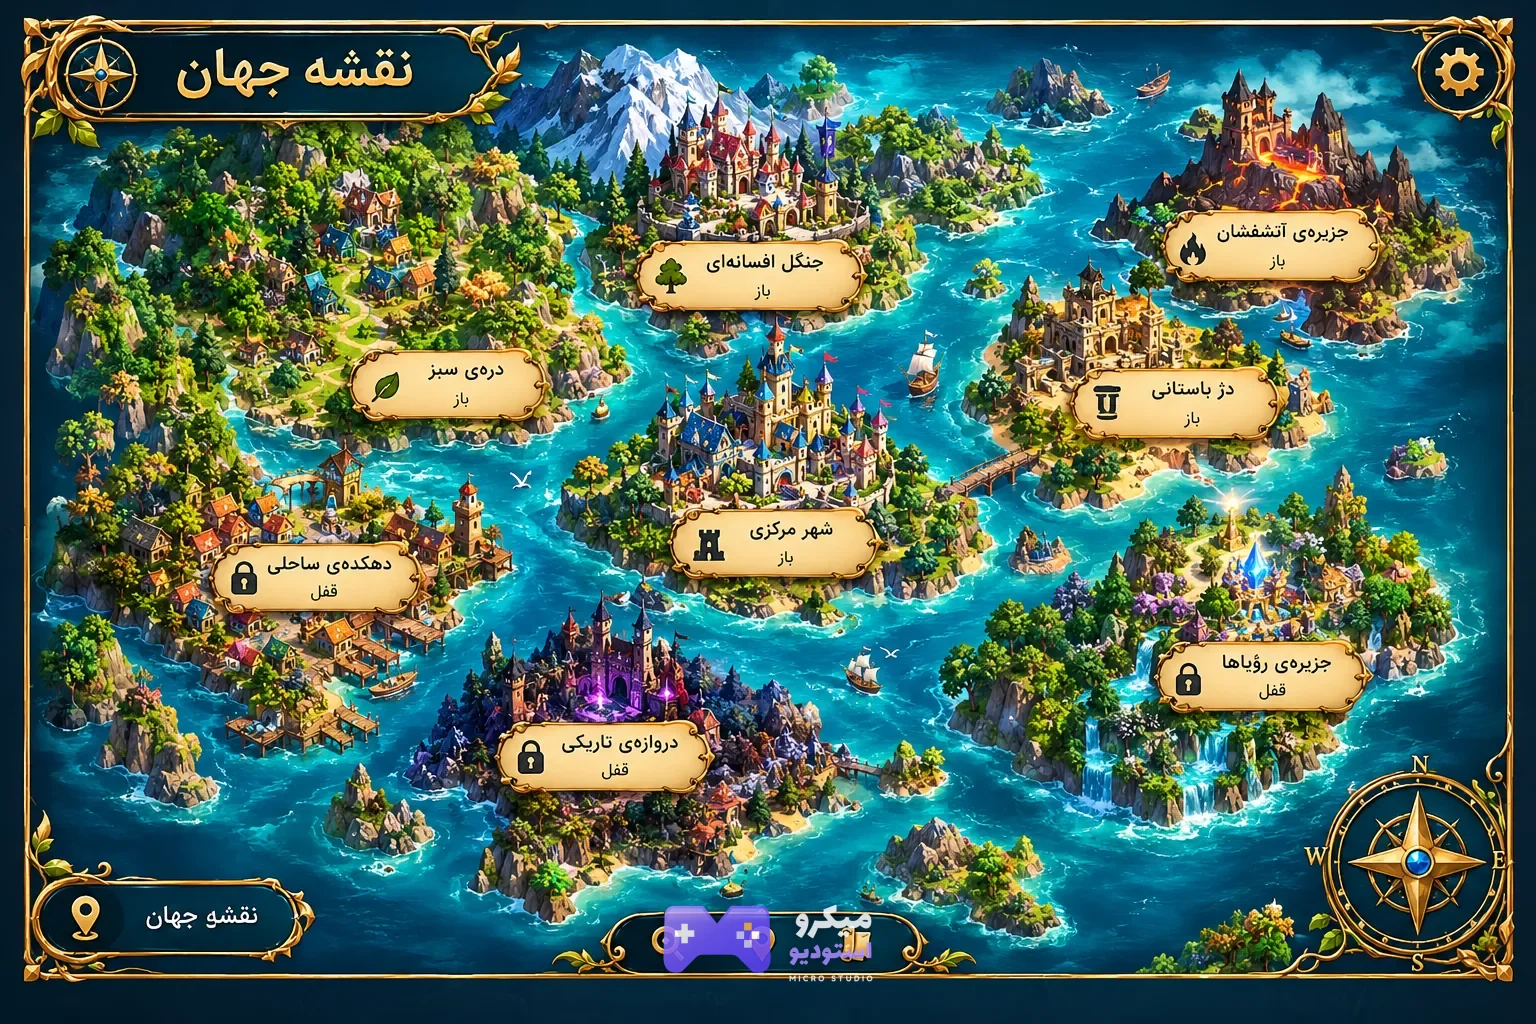 نقشه جهان
جنگل افسانه‌ای
باز
جزیره‌ی آتشفشان
باز
دره‌ی سبز
باز
دژ باستانی
باز
شهر مرکزی
باز
دهکده‌ی ساحلی
قفل
جزیره‌ی رؤیاها
قفل
دروازه‌ی تاریکی
قفل
N
W
E
S
نقشهٔ جهان
میکرو
استودیو
MICRO STUDIO